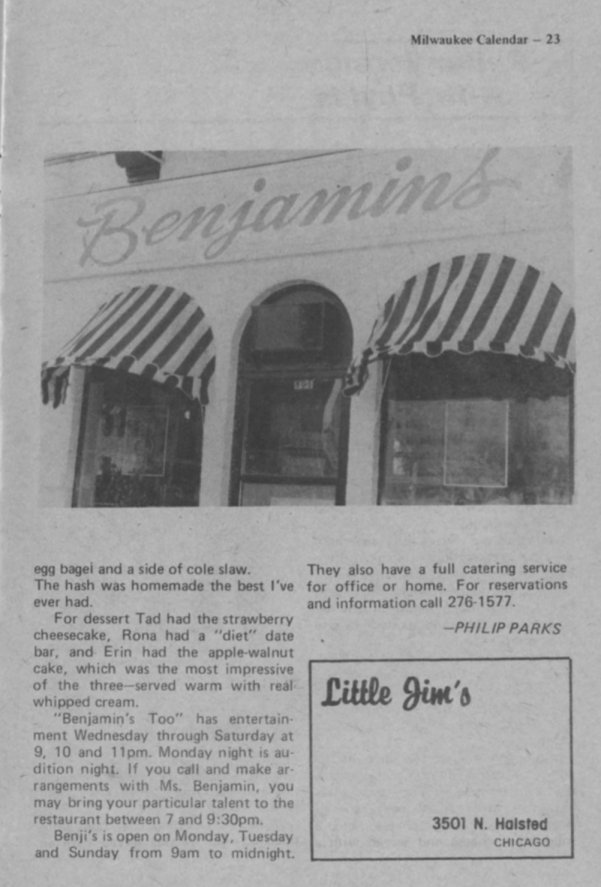 Milwaukee Calendar — 23
Benjamin's
egg bagel and a side of cole slaw.
The hash was homemade the best I've
ever had.
For dessert Tad had the strawberry
cheesecake, Rona had a "diet" date
bar, and Erin had the apple-walnut
cake, which was the most impressive
of the three—served warm with real
whipped cream.
"Benjamin's Too" has entertain-
ment Wednesday through Saturday at
9, 10 and 11pm. Monday night is au-
dition night. If you call and make ar-
rangements with Ms. Benjamin, you
may bring your particular talent to the
restaurant between 7 and 9:30pm.
Benji's is open on Monday, Tuesday
and Sunday from 9am to midnight.
They also have a full catering service
for office or home. For reservations
and information call 276-1577.
—PHILIP PARKS
Little Jim's
3501 N. Halsted
CHICAGO